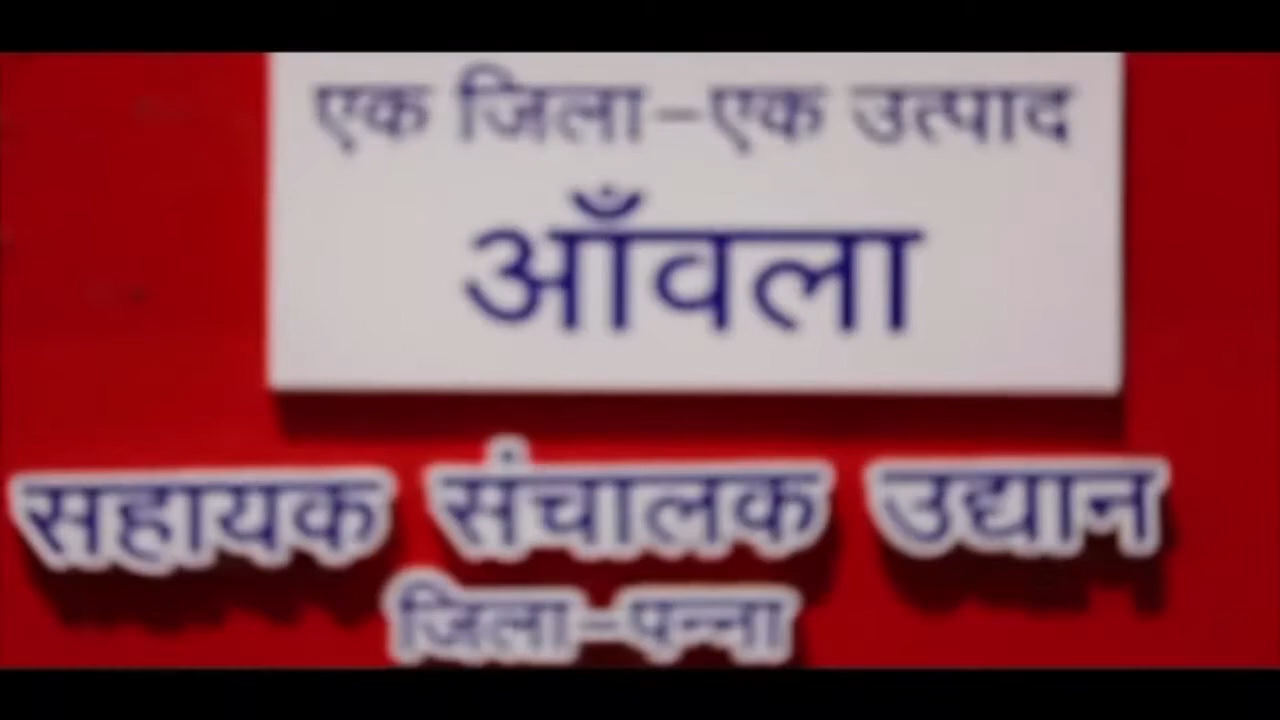 एक जिला-एक उत्पाद
आँवला
सहायक संचालक उद्यान
जिला-पन्ना